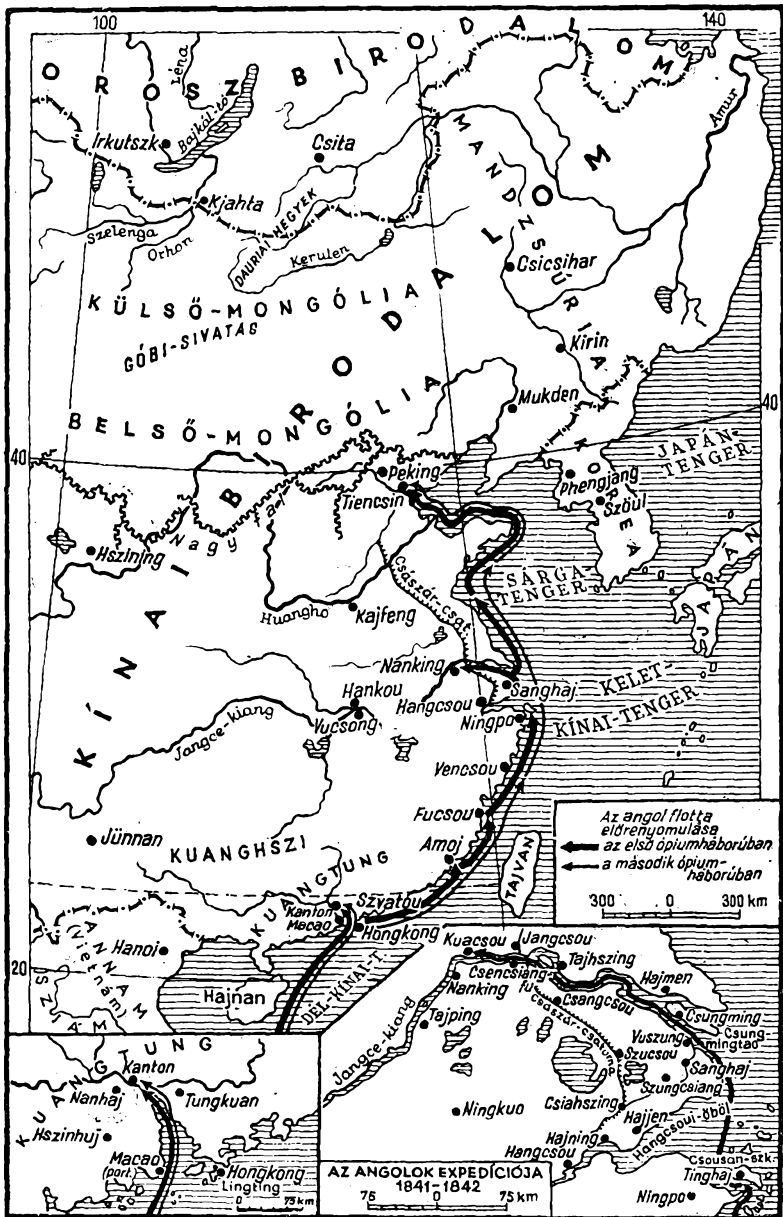 100
140
OROSZ BIRODALOM
Léna
Bajkál-tó
Irkutszk
Csita
Amur
MANDZSÚRIA
Kjahta
Szelenga
Orhon
DAURIAI HEGYEK
Kerulen
Csicsihar
KÜLSŐ-MONGÓLIA
GÓBI-SIVATAG
Kirin
KÍNAI BIRODALOM
Mukden
BELSŐ-MONGÓLIA
40
40
JAPÁN-
TENGER
KOREA
Peking
Phengjang
Tiencsin
Szöul
Nagy fal
Hszining
JAPÁN
Császár-csat.
SÁRGA-
TENGER
Huangho
Kajfeng
Nanking
Sanghaj
KELET-
KÍNAI-TENGER
Hankou
Hangcsou
Vucsong
Ningpo
Jangce-kiang
Vencsou
Fucsou
Jünnan
KUANGHSZI
Amoj
TAJVAN
KUANGTUNG
Szvatou
Kanton
Macao
Hongkong
ANNAM
(Vietnám)
Hanoi
20
Hajnan
DÉL-KÍNAI-T.
SZIÁM
Az angol flotta
előrenyomulása
az első ópiumháborúban
a második ópium-
háborúban
300
300 km
Kuacsou
Jangcsou
Tajhszing
Csencsiang
fu
Nanking
Hajmen
Csangcsou
Csungming
Tajping
Császár-csatorna
Vuszung
Csung-
mingtao
Jangce-kiang
Szucsou
Sanghaj
Szungcsiang
Ningkuo
Csiahszing
Hajjen
Hajning
Hangcsoui-öböl
Hangcsou
Csousan-szk.
Tinghaj
Ningpo
KUANGTUNG
Kanton
Nanhaj
Tungkuan
Hszinhuj
Macao
(port.)
Hongkong
Lingting
0
75 km
AZ ANGOLOK EXPEDÍCIÓJA
1841-1842
75
0
75 km